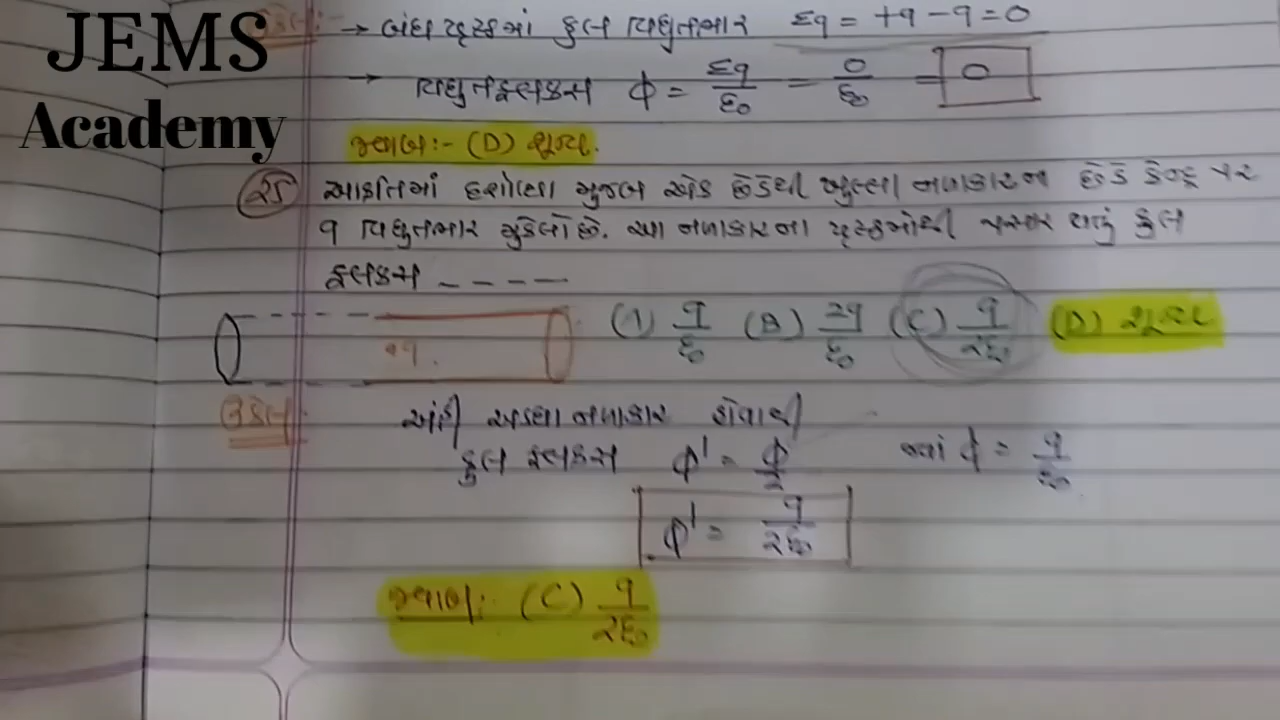 JEMS
Academy
ઉકેલ:- → બંધ પૃષ્ઠમાં કુલ વિદ્યુતભાર Σq = +q − q = 0
→ વિદ્યુતફ્લક્સ ϕ = Σq/ε₀ = 0/ε₀ = 0
જવાબ:- (D) શૂન્ય.
૨૬ આકૃતિમાં દર્શાવ્યા મુજબ એક છેડેથી ખુલ્લા નળાકારના છેડે કેન્દ્ર પર
q વિદ્યુતભાર મુકેલો છે. આ નળાકારના પૃષ્ઠમાંથી પસાર થતું કુલ
ફ્લક્સ _ _ _ _
(A) q/ε₀ (B) 2q/ε₀ (C) q/2ε₀ (D) શૂન્ય
•q.
ઉકેલ:
અહીં અડધા નળાકાર હોવાથી
કુલ ફ્લક્સ ϕ' = ϕ/2 જ્યાં ϕ = q/ε₀
ϕ' = q/2ε₀
જવાબ:- (C) q/2ε₀